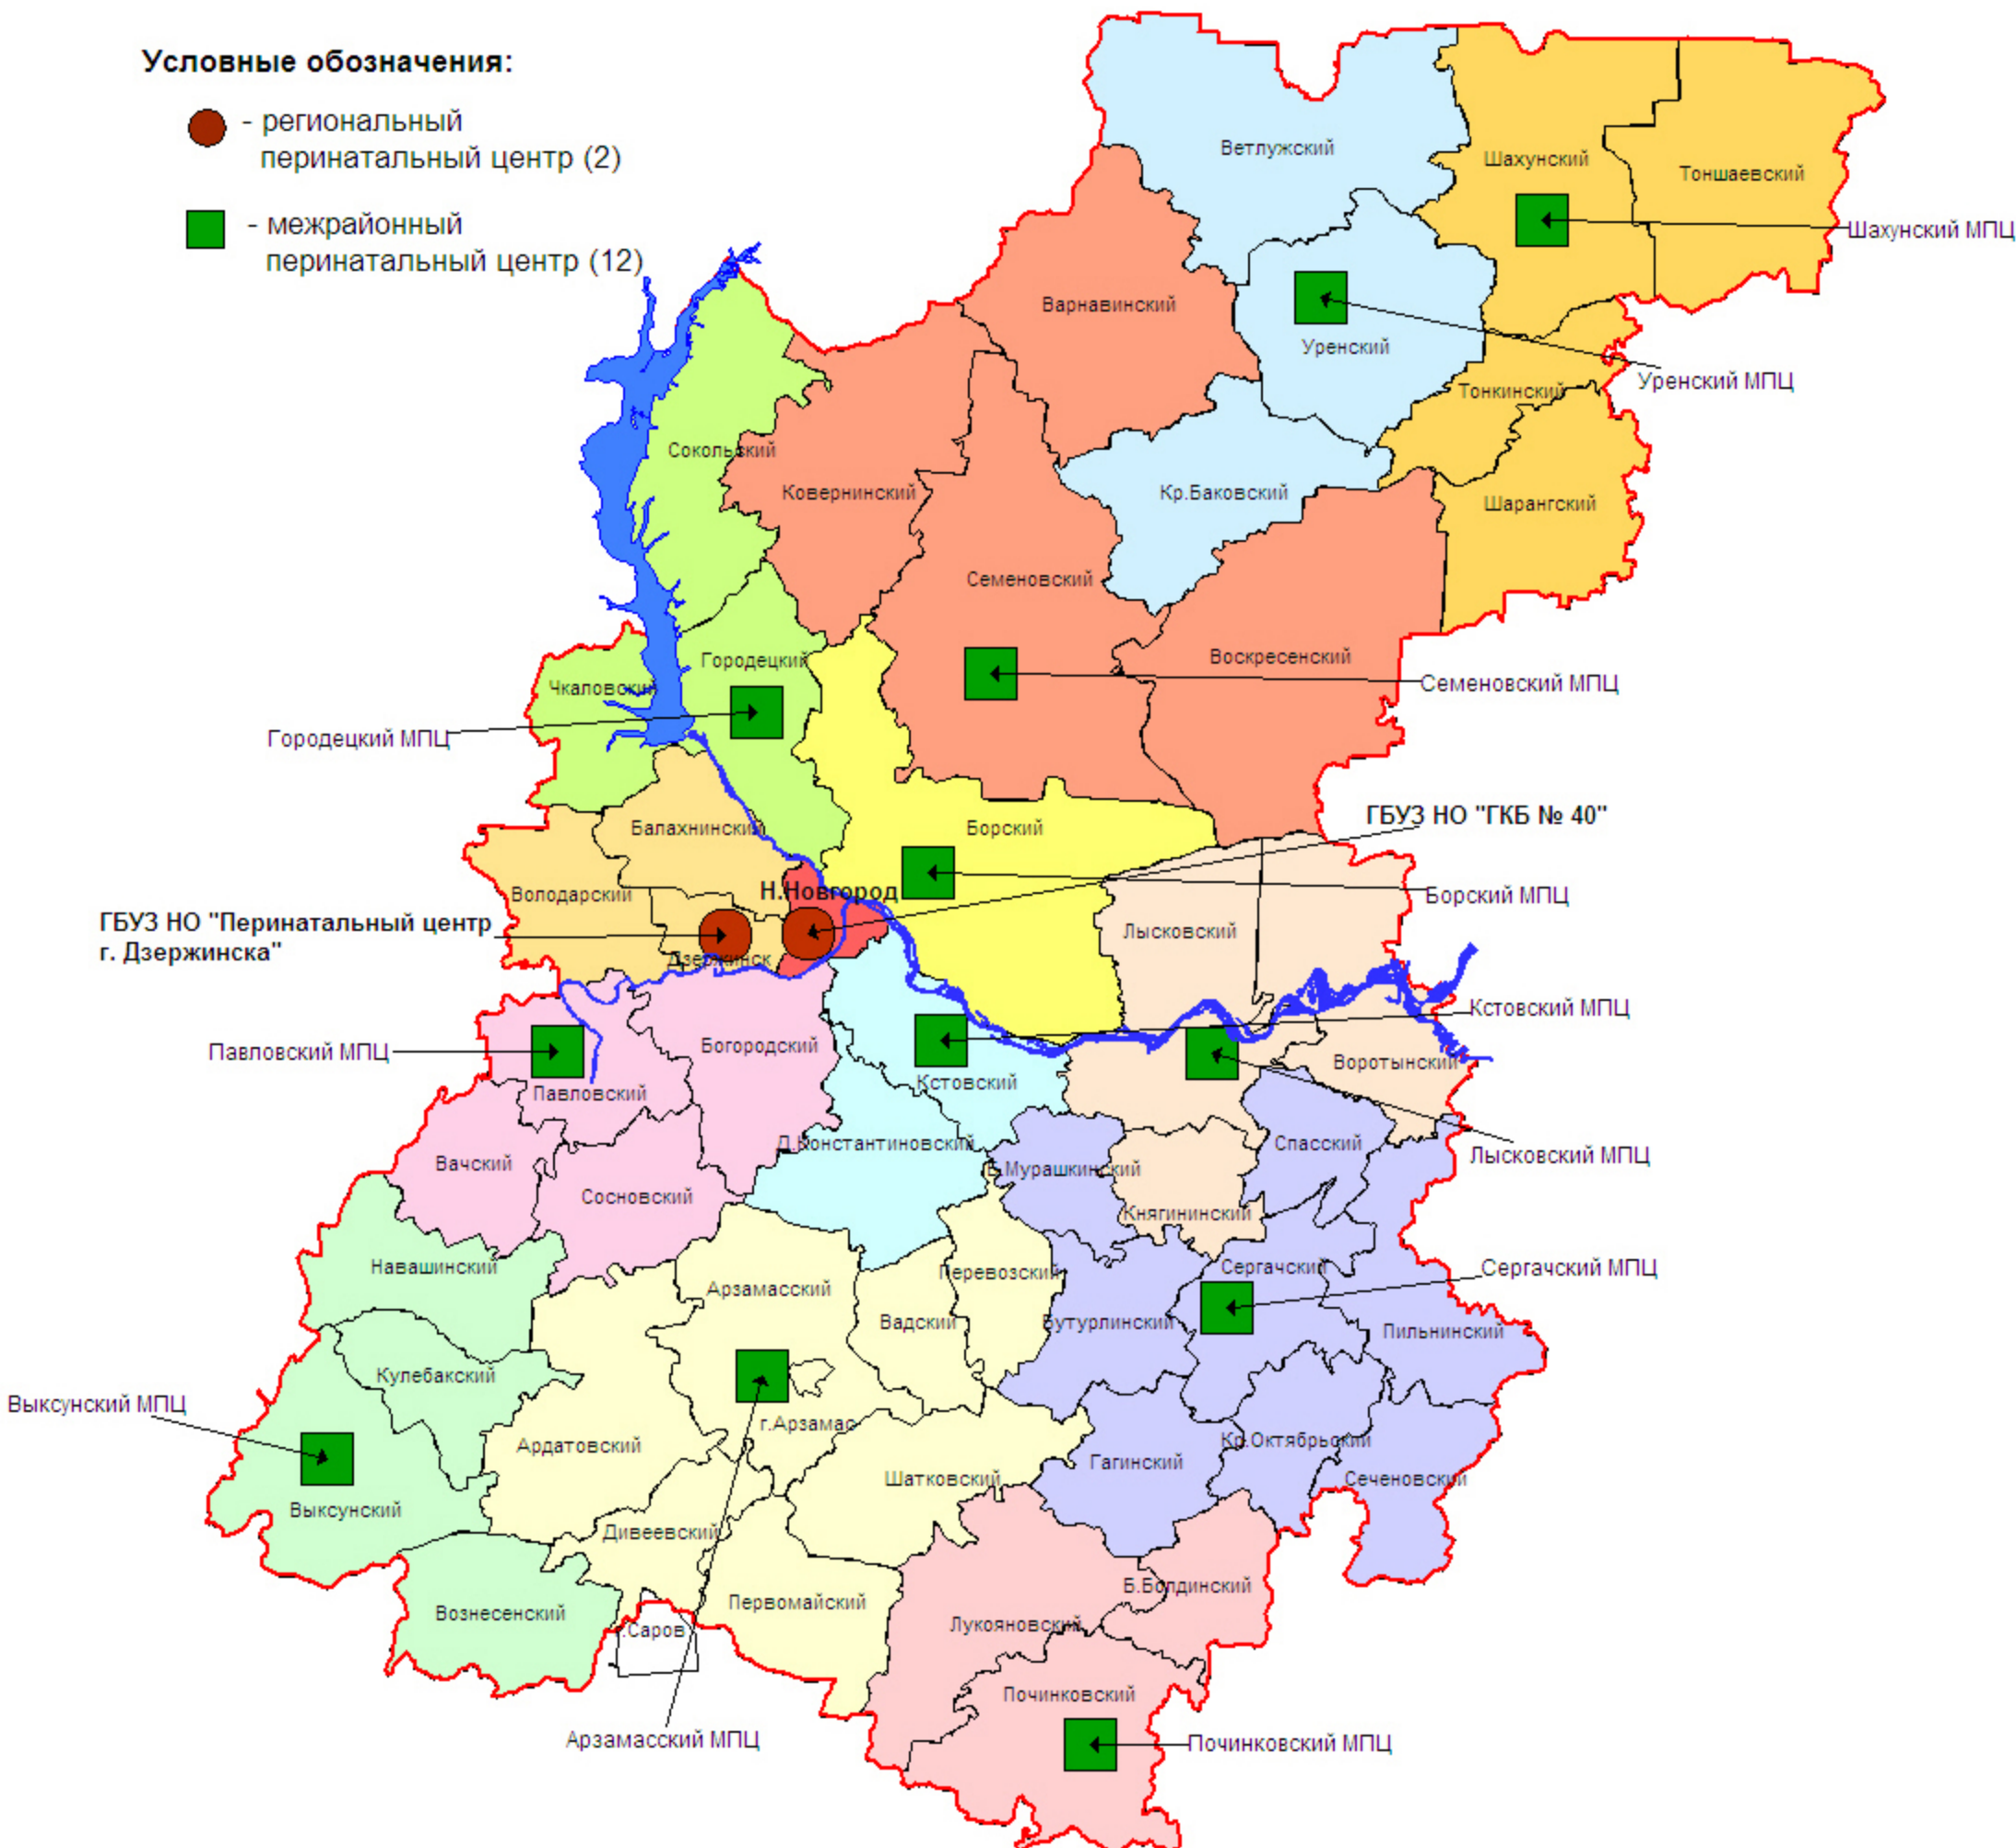 Условные обозначения:
- региональный
перинатальный центр (2)
- межрайонный
перинатальный центр (12)
Ветлужский
Шахунский
Тоншаевский
Шахунский МПЦ
Варнавинский
Уренский
Уренский МПЦ
Тонкинский
Сокольский
Ковернинский
Кр.Баковский
Шарангский
Семеновский
Городецкий
Воскресенский
Чкаловский
Семеновский МПЦ
Городецкий МПЦ
ГБУЗ НО "ГКБ № 40"
Балахнинский
Борский
Володарский
Н.Новгород
Борский МПЦ
ГБУЗ НО "Перинатальный центр
г. Дзержинска"
Лысковский
Дзержинск
Кстовский МПЦ
Павловский МПЦ
Богородский
Воротынский
Павловский
Кстовский
Вачский
Д.Константиновский
Б.Мурашкинский
Спасский
Лысковский МПЦ
Сосновский
Княгининский
Навашинский
Арзамасский
Перевозский
Сергачский
Сергачский МПЦ
Вадский
Бутурлинский
Пильнинский
Кулебакский
Выксунский МПЦ
г.Арзамас
Ардатовский
Кр.Октябрьский
Гагинский
Шатковский
Сеченовский
Выксунский
Дивеевский
Б.Болдинский
Вознесенский
Первомайский
Лукояновский
г.Саров
Починковский
Арзамасский МПЦ
Починковский МПЦ